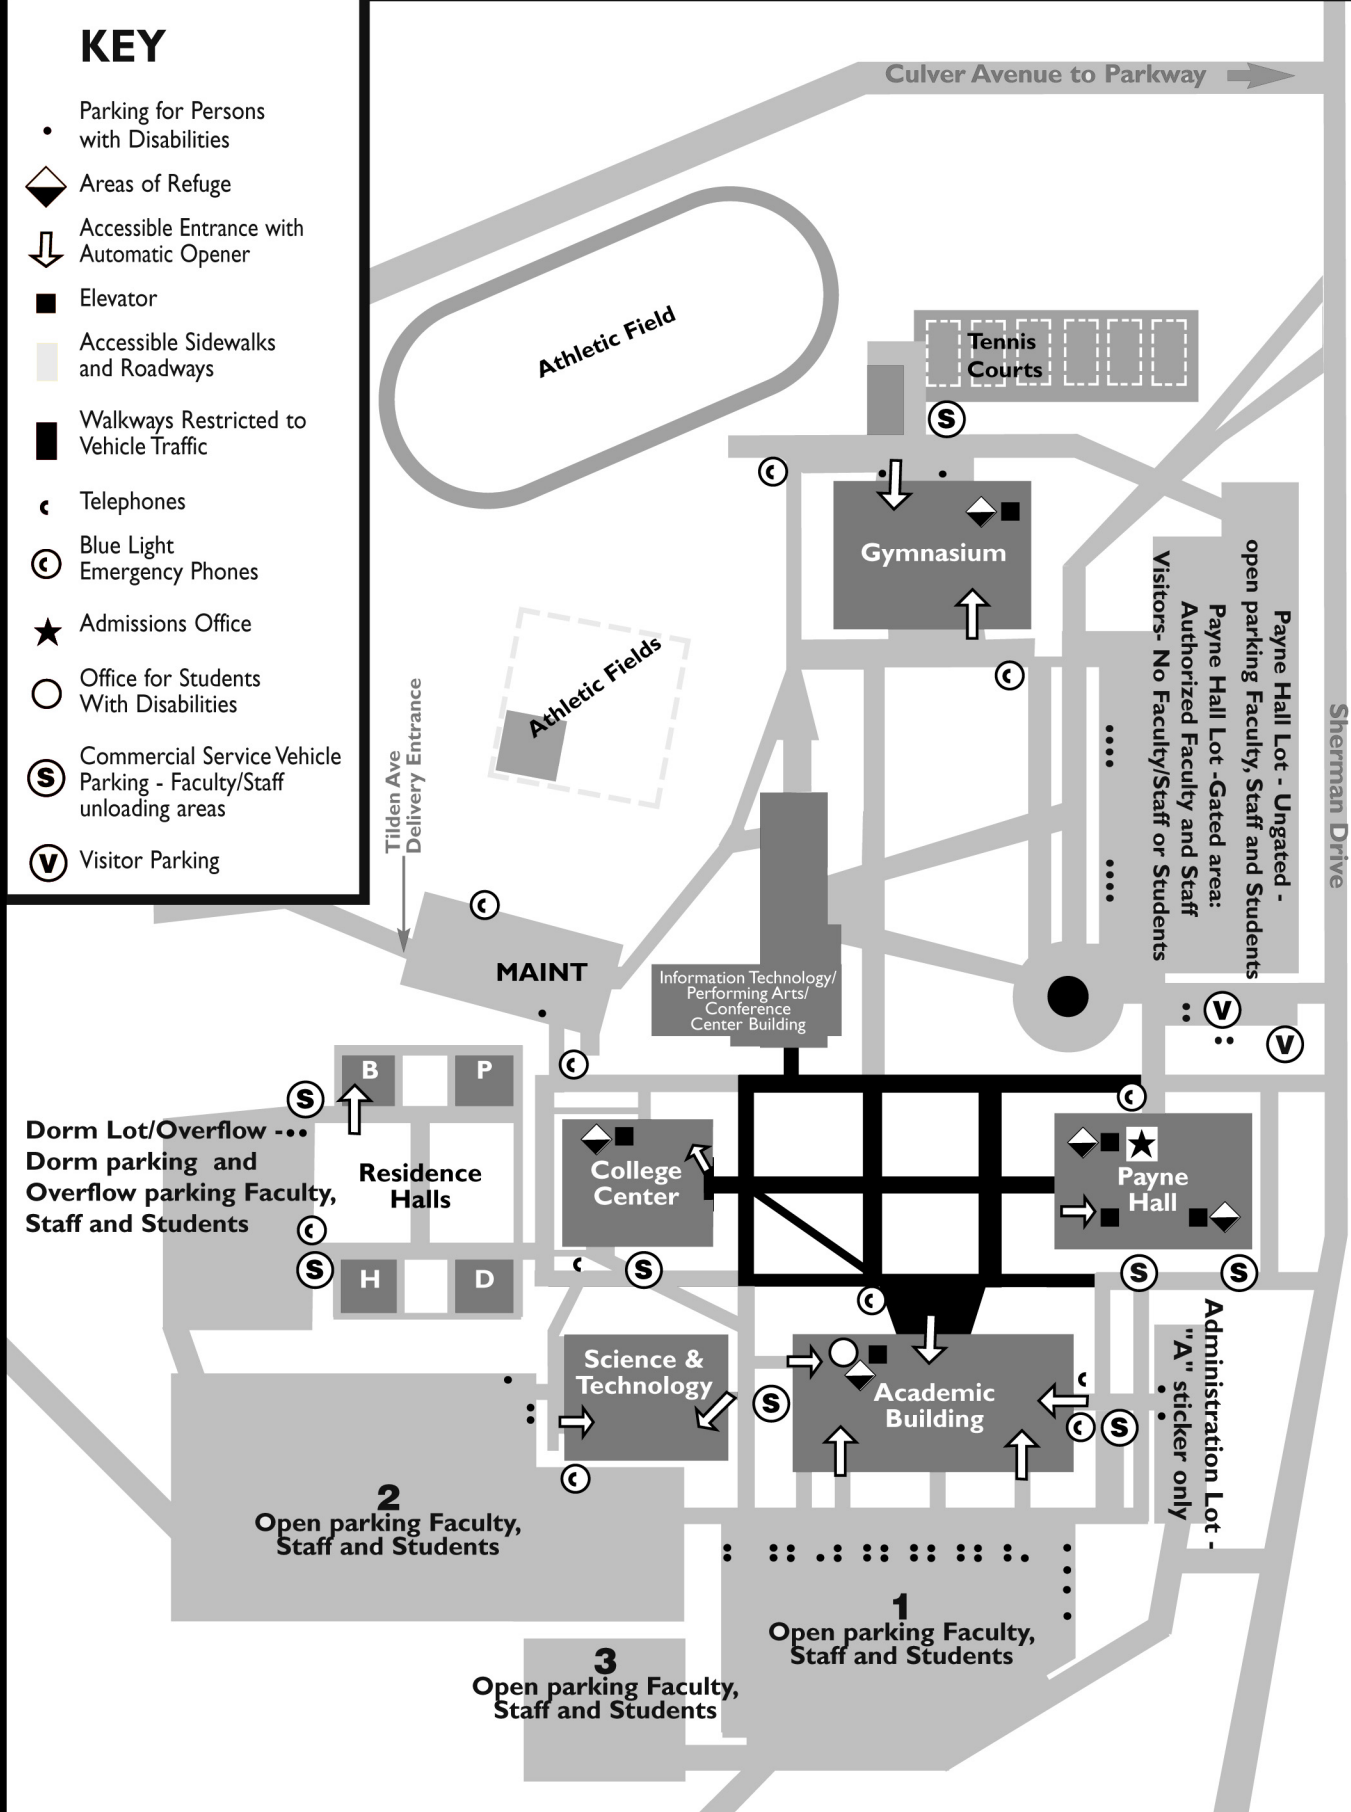 KEY
Parking for Persons
with Disabilities
Areas of Refuge
Accessible Entrance with
Automatic Opener
Elevator
Accessible Sidewalks
and Roadways
Walkways Restricted to
Vehicle Traffic
Telephones
Blue Light
Emergency Phones
Admissions Office
Office for Students
With Disabilities
S
Commercial Service Vehicle
Parking - Faculty/Staff
unloading areas
V
Visitor Parking
Culver Avenue to Parkway
Athletic Field
Tennis
Courts
S
Gymnasium
Athletic Fields
Tilden Ave
Delivery Entrance
Payne Hall Lot - Ungated -
open parking Faculty, Staff and Students
Payne Hall Lot -Gated area:
Authorized Faculty and Staff
Visitors- No Faculty/Staff or Students
Sherman Drive
MAINT
Information Technology/
Performing Arts/
Conference
Center Building
V
V
B
P
S
Dorm Lot/Overflow -
Dorm parking and
Overflow parking Faculty,
Staff and Students
Residence
Halls
S
H
D
College
Center
S
Payne
Hall
S
S
Science &
Technology
S
Academic
Building
S
Administration Lot -
"A" sticker only
2
Open parking Faculty,
Staff and Students
1
Open parking Faculty,
Staff and Students
3
Open parking Faculty,
Staff and Students